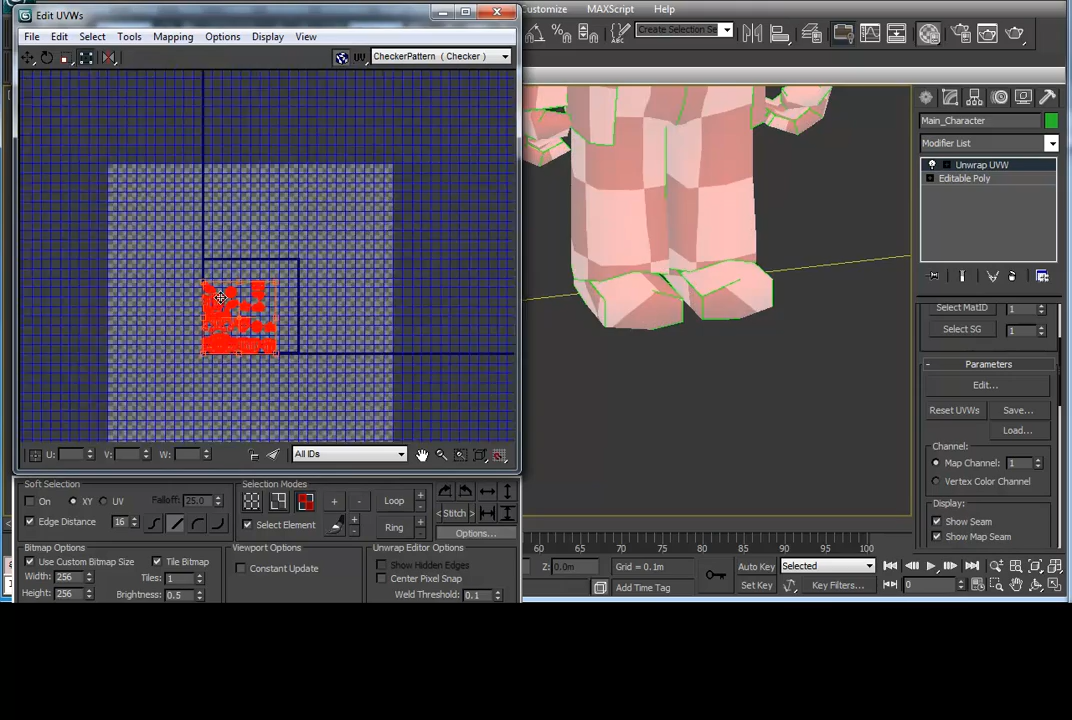 Edit UVWs
Customize MAXScript Help
File Edit Select Tools Mapping Options Display View
Create Selection Se
UV CheckerPattern ( Checker )
Main_Character
Modifier List
Unwrap UVW
Editable Poly
Select MatID 1
Select SG 1
Parameters
Edit...
Reset UVWs Save...
Load...
Channel:
Map Channel: 1
Vertex Color Channel
Display:
Show Seam
Show Map Seam
U: V: W: All IDs
Soft Selection
On XY UV Falloff: 25.0
Edge Distance 16
Selection Modes
Loop
Select Element
Ring
Stitch
Options...
Bitmap Options
Use Custom Bitmap Size Tile Bitmap
Width: 256 Tiles: 1
Height: 256 Brightness: 0.5
Viewport Options
Constant Update
Unwrap Editor Options
Show Hidden Edges
Center Pixel Snap
Weld Threshold: 0.1
60 65 70 75 80 85 90 95 100
Z: 0.0m Grid = 0.1m
Add Time Tag
Auto Key Selected
Set Key Key Filters... 0